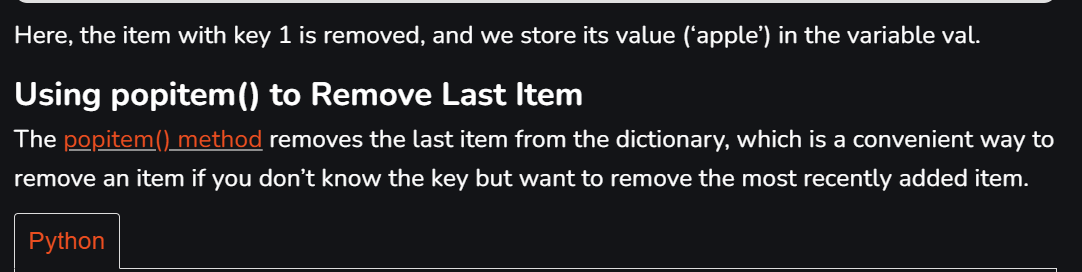 Here, the item with key 1 is removed, and we store its value (‘apple’) in the variable val.
Using popitem() to Remove Last Item
The popitem() method removes the last item from the dictionary, which is a convenient way to
remove an item if you don’t know the key but want to remove the most recently added item.
Python